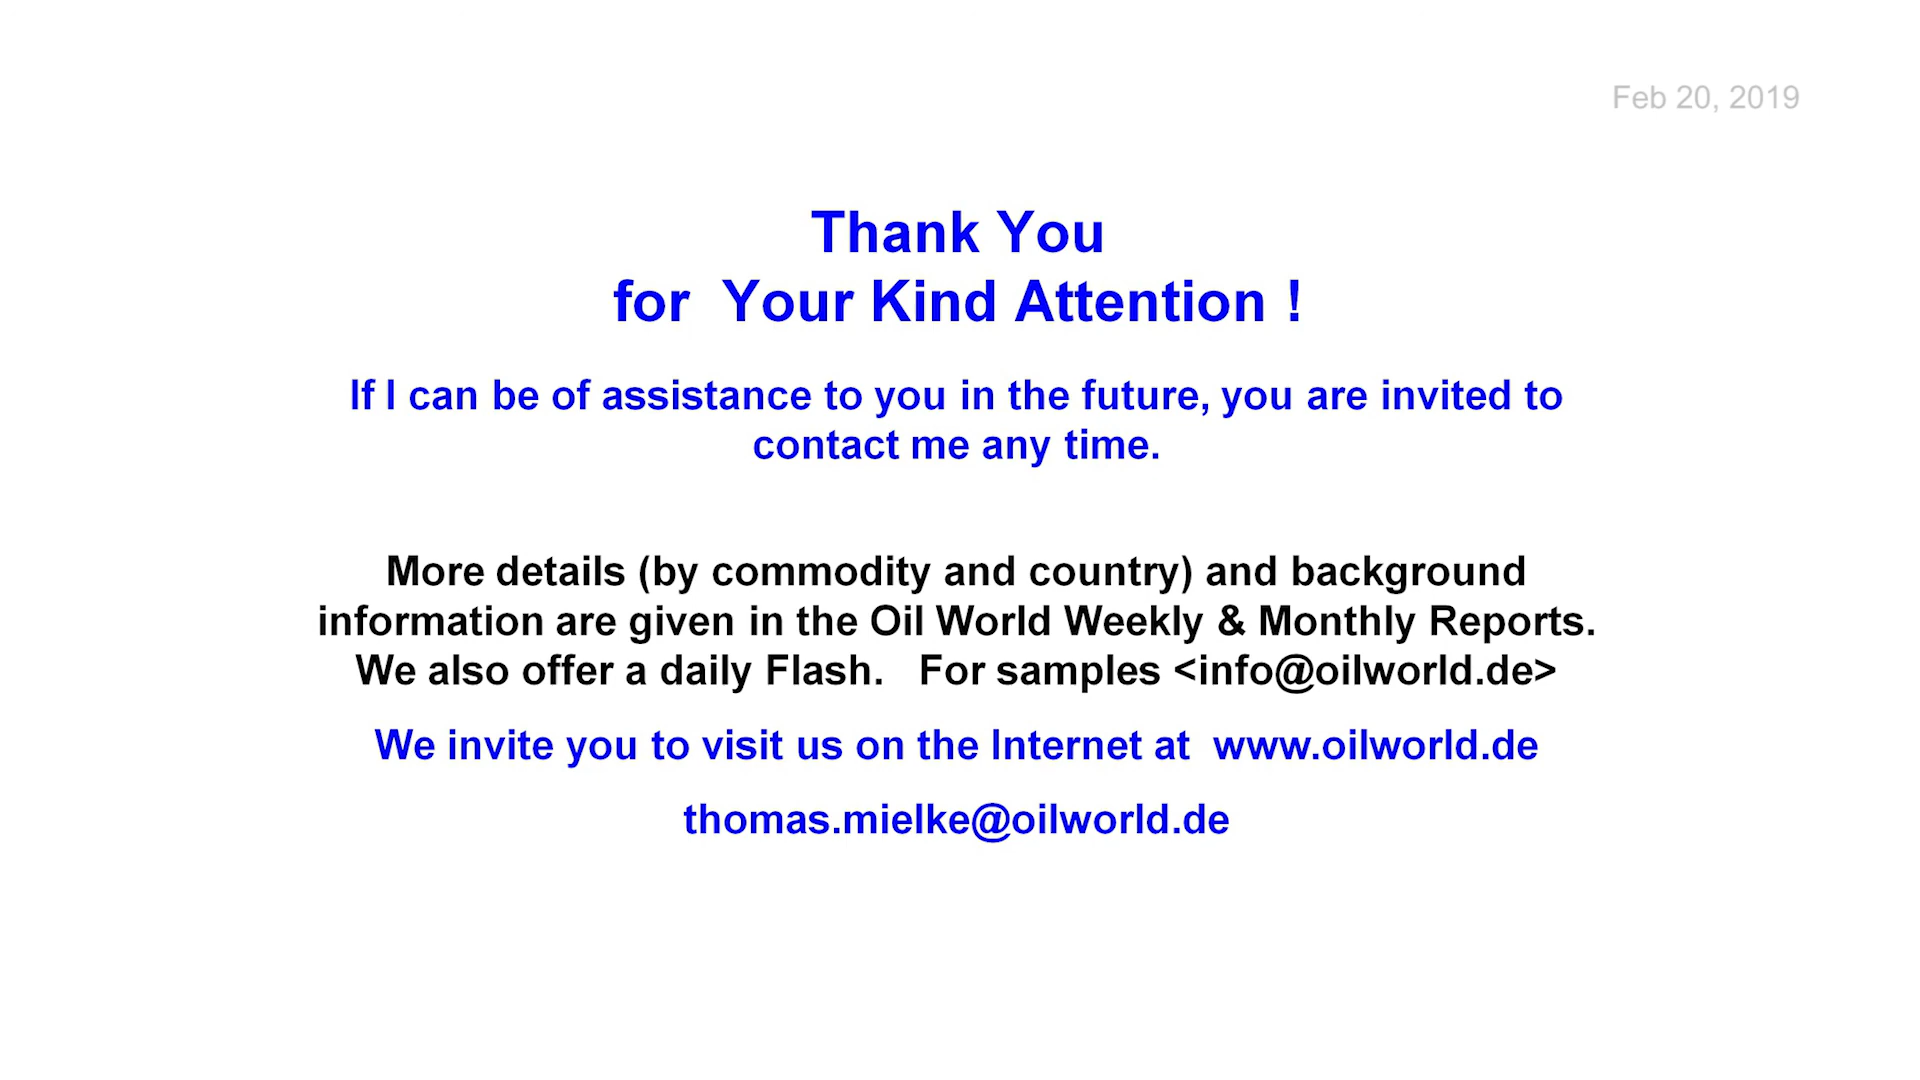 Feb 20, 2019
Thank You
for  Your Kind Attention !
If I can be of assistance to you in the future, you are invited to
contact me any time.
More details (by commodity and country) and background
information are given in the Oil World Weekly & Monthly Reports.
We also offer a daily Flash.   For samples <info@oilworld.de>
We invite you to visit us on the Internet at  www.oilworld.de
thomas.mielke@oilworld.de